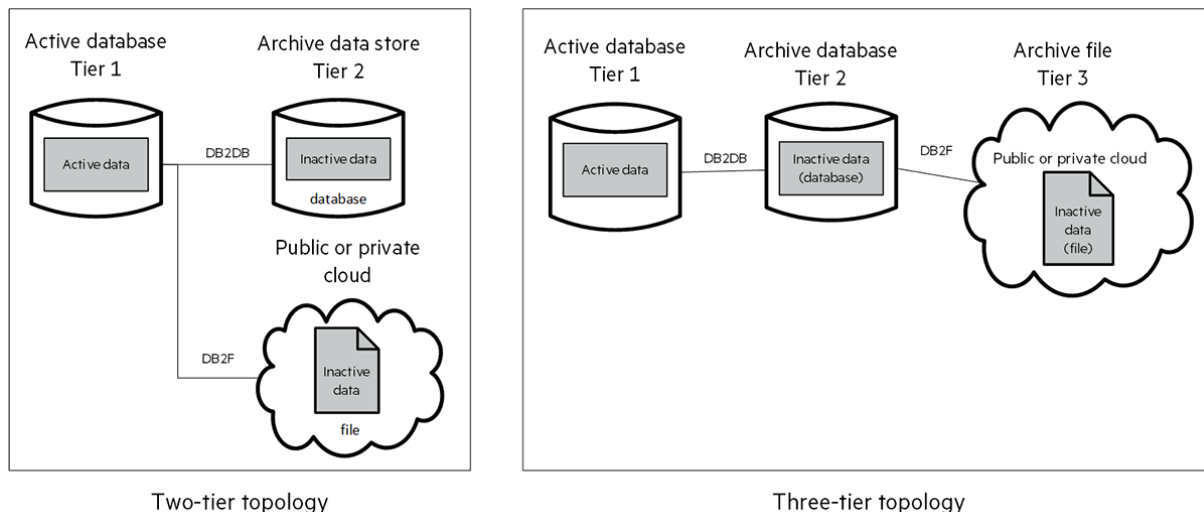 Active database
Tier 1
Archive data store
Tier 2
Active data
DB2DB
Inactive data
database
Public or private
cloud
DB2F
Inactive
data
file
Two-tier topology
Active database
Tier 1
Archive database
Tier 2
Archive file
Tier 3
Active data
DB2DB
Inactive data
(database)
DB2F
Public or private cloud
Inactive
data
(file)
Three-tier topology